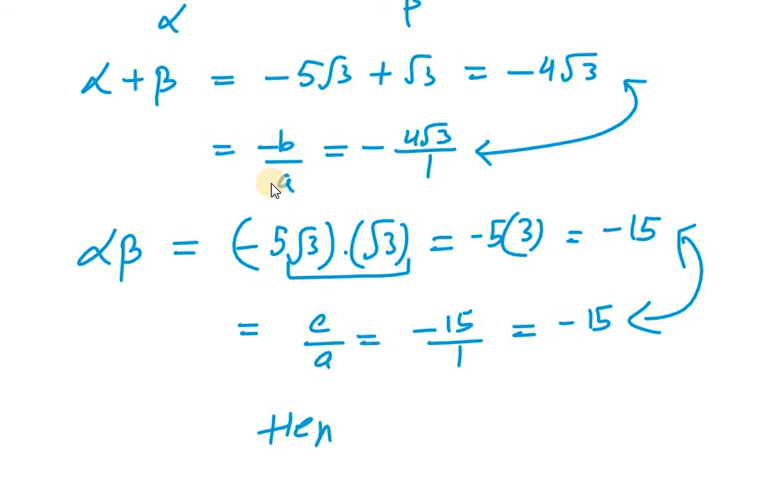 α β
α + β = -5√3 + √3 = -4√3
= -b/a = - 4√3/1
αβ = (-5√3).(√3) = -5(3) = -15
= c/a = -15/1 = -15
Hen